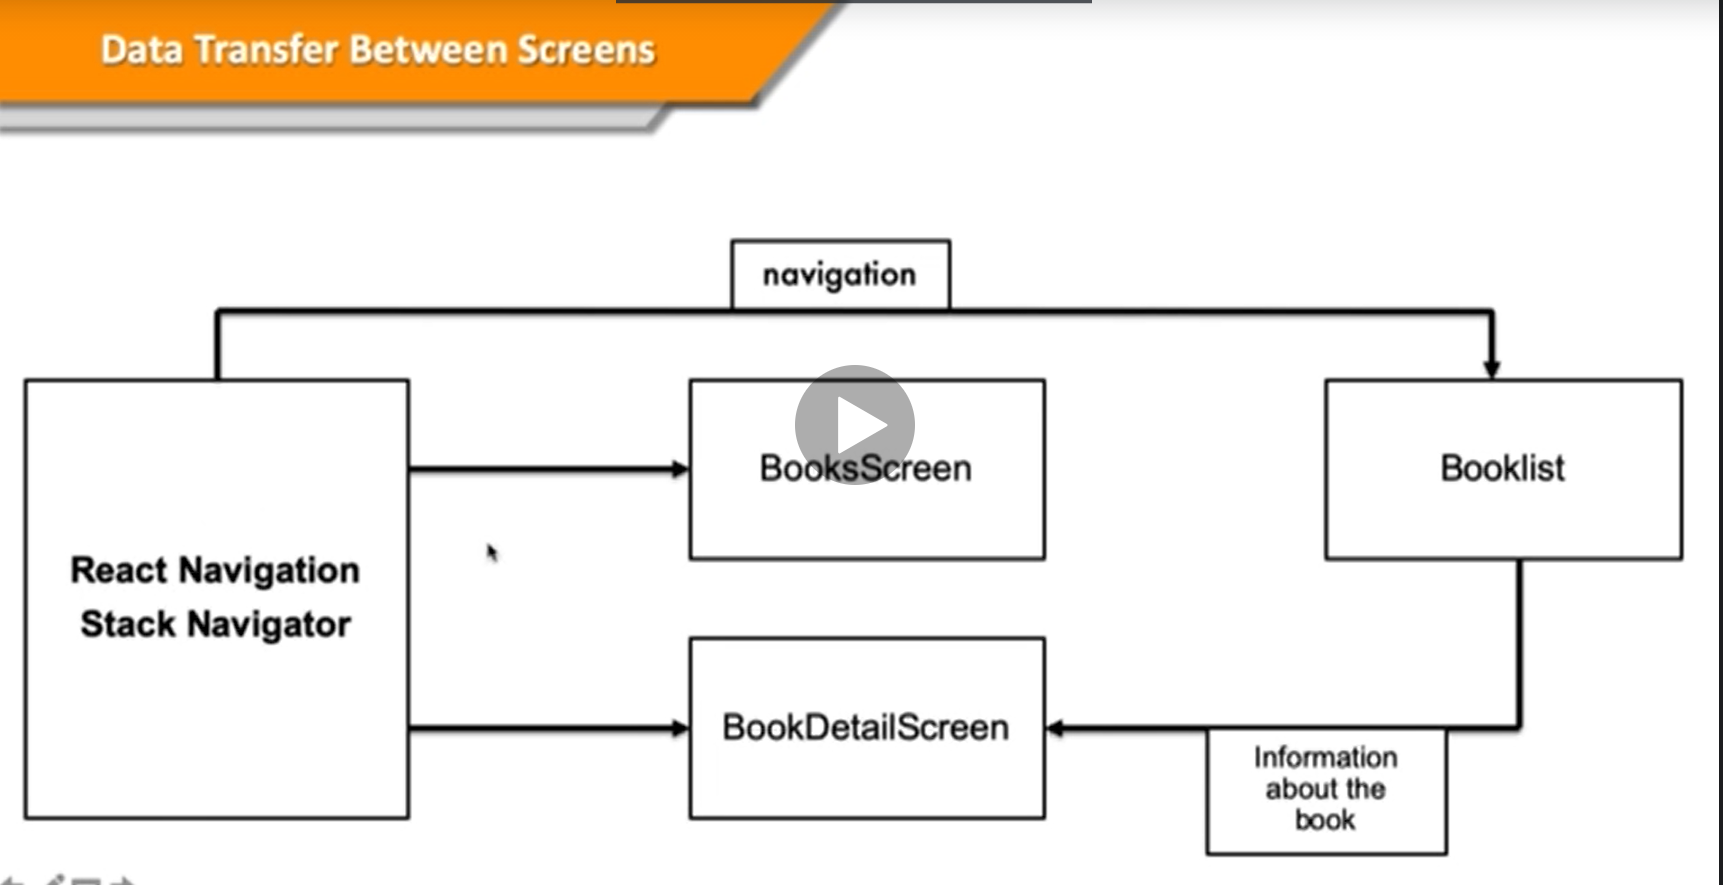 Data Transfer Between Screens
navigation
BooksScreen
Booklist
React Navigation
Stack Navigator
BookDetailScreen
Information
about the
book